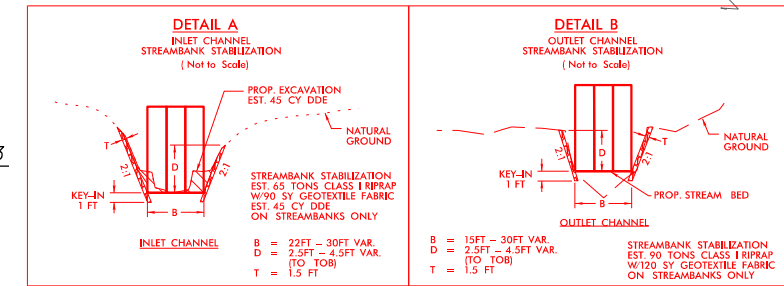 DETAIL A
INLET CHANNEL
STREAMBANK STABILIZATION
( Not to Scale)
PROP. EXCAVATION
EST. 45 CY DDE
NATURAL
GROUND
T
2:1
D
2:1
KEY-IN
1 FT
B
STREAMBANK STABILIZATION
EST. 65 TONS CLASS I RIPRAP
W/90 SY GEOTEXTILE FABRIC
EST. 45 CY DDE
ON STREAMBANKS ONLY
INLET CHANNEL
B = 22FT – 30FT VAR.
D = 2.5FT – 4.5FT VAR.
(TO TOB)
T = 1.5 FT
DETAIL B
OUTLET CHANNEL
STREAMBANK STABILIZATION
( Not to Scale)
T
NATURAL
GROUND
2:1
D
2:1
KEY-IN
1 FT
PROP. STREAM BED
B
OUTLET CHANNEL
B = 15FT – 30FT VAR.
D = 2.5FT – 4.5FT VAR.
(TO TOB)
T = 1.5 FT
STREAMBANK STABILIZATION
EST. 90 TONS CLASS I RIPRAP
W/120 SY GEOTEXTILE FABRIC
ON STREAMBANKS ONLY